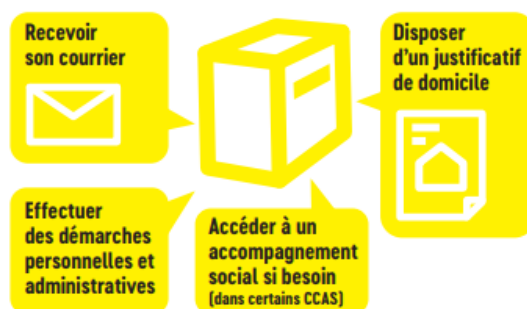 Recevoir
son courrier
Disposer
d'un justificatif
de domicile
Effectuer
des démarches
personnelles et
administratives
Accéder à un
accompagnement
social si besoin
(dans certains CCAS)